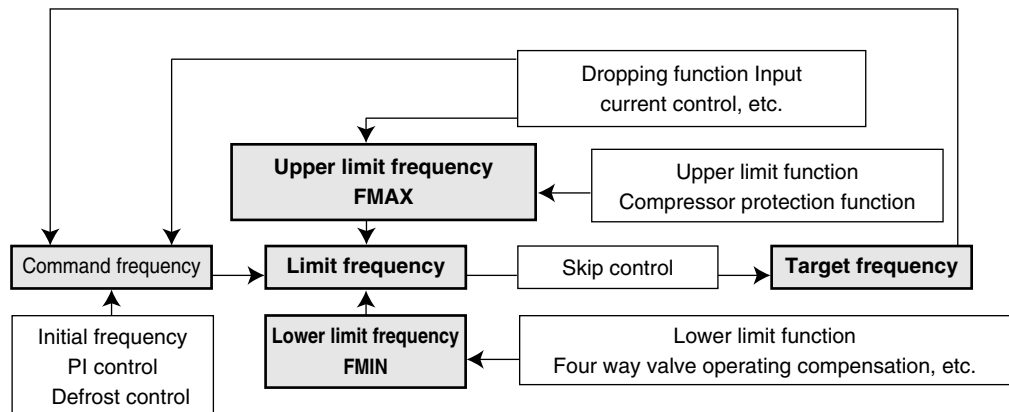 Dropping function Input
current control, etc.
Upper limit frequency
FMAX
Upper limit function
Compressor protection function
Command frequency
Limit frequency
Skip control
Target frequency
Initial frequency
PI control
Defrost control
Lower limit frequency
FMIN
Lower limit function
Four way valve operating compensation, etc.